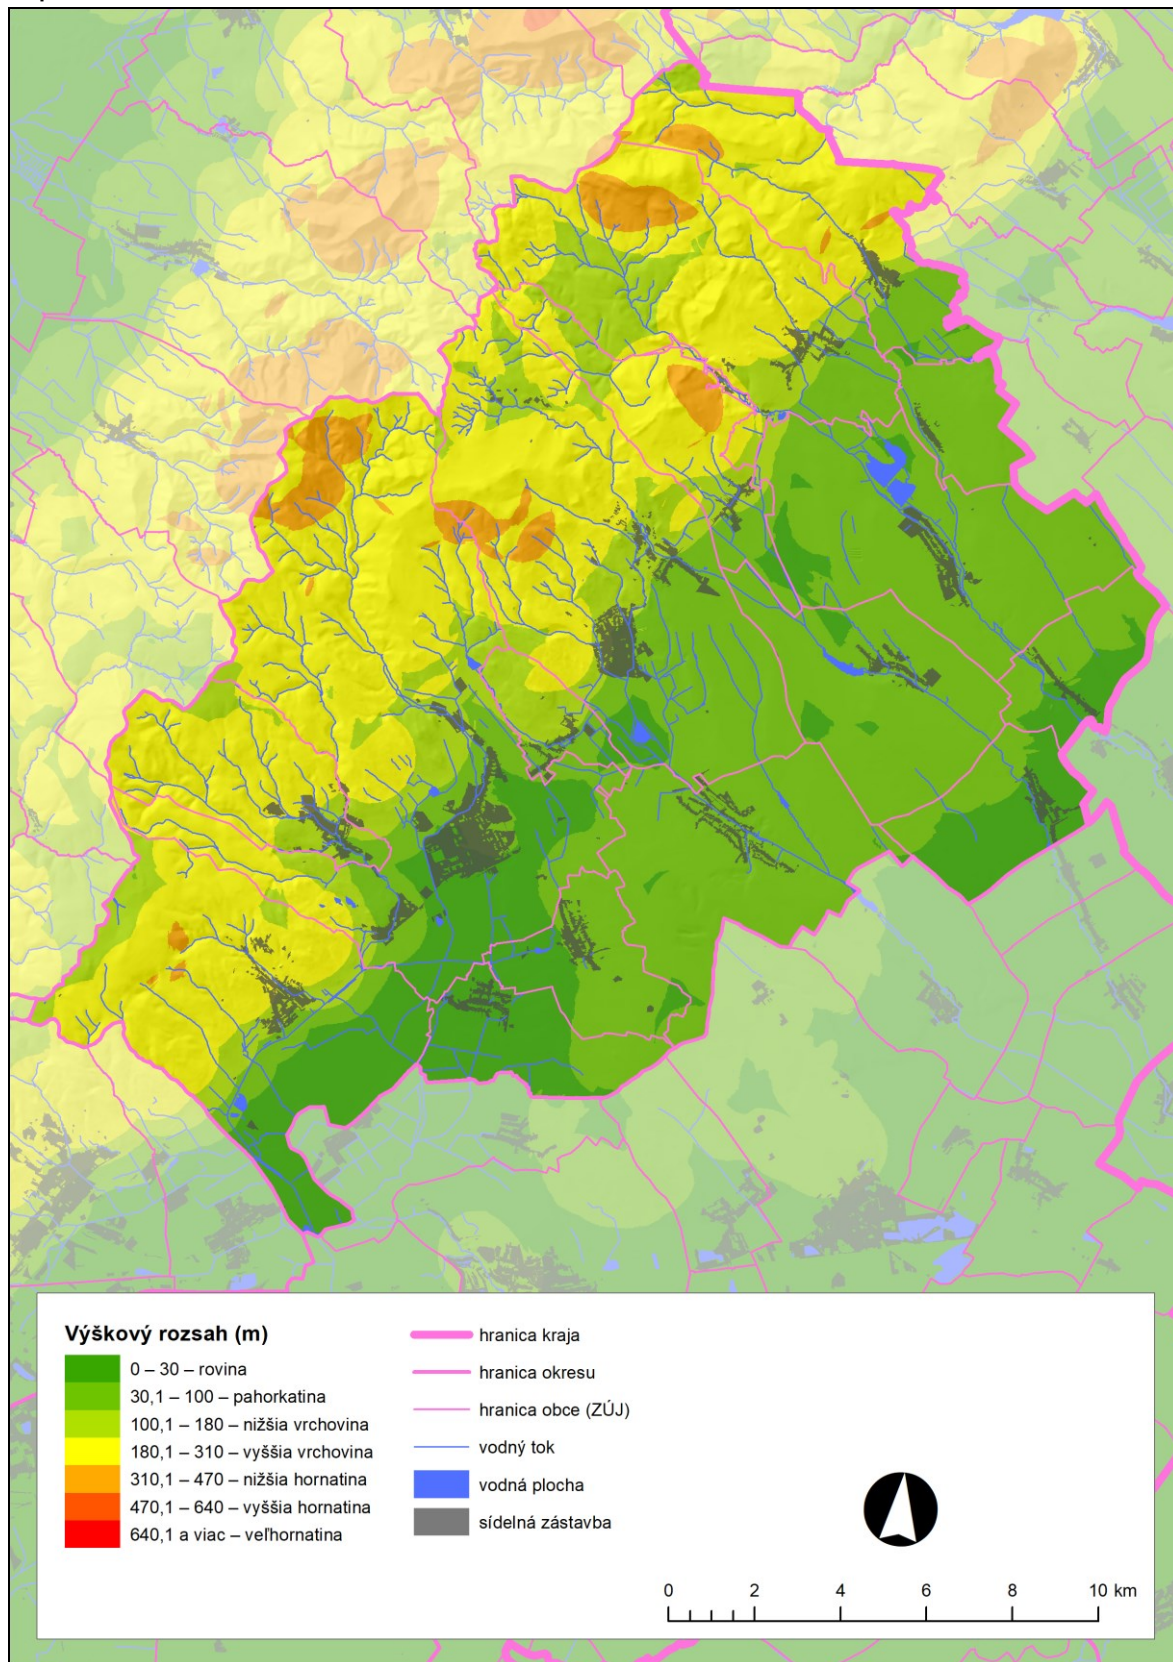 Výškový rozsah (m)
0 – 30 – rovina
30,1 – 100 – pahorkatina
100,1 – 180 – nižšia vrchovina
180,1 – 310 – vyššia vrchovina
310,1 – 470 – nižšia hornatina
470,1 – 640 – vyššia hornatina
640,1 a viac – veľhornatina
hranica kraja
hranica okresu
hranica obce (ZÚJ)
vodný tok
vodná plocha
sídelná zástavba
0 2 4 6 8 10 km